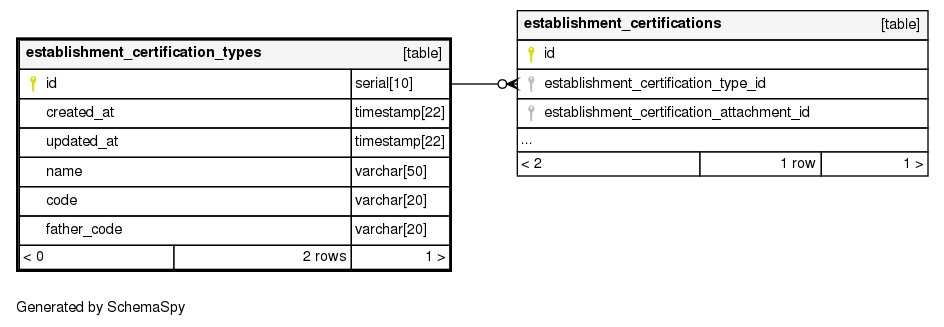 establishment_certification_types [table]
id serial[10]
created_at timestamp[22]
updated_at timestamp[22]
name varchar[50]
code varchar[20]
father_code varchar[20]
< 0 2 rows 1 >
establishment_certifications [table]
id
establishment_certification_type_id
establishment_certification_attachment_id
...
< 2 1 row 1 >
Generated by SchemaSpy